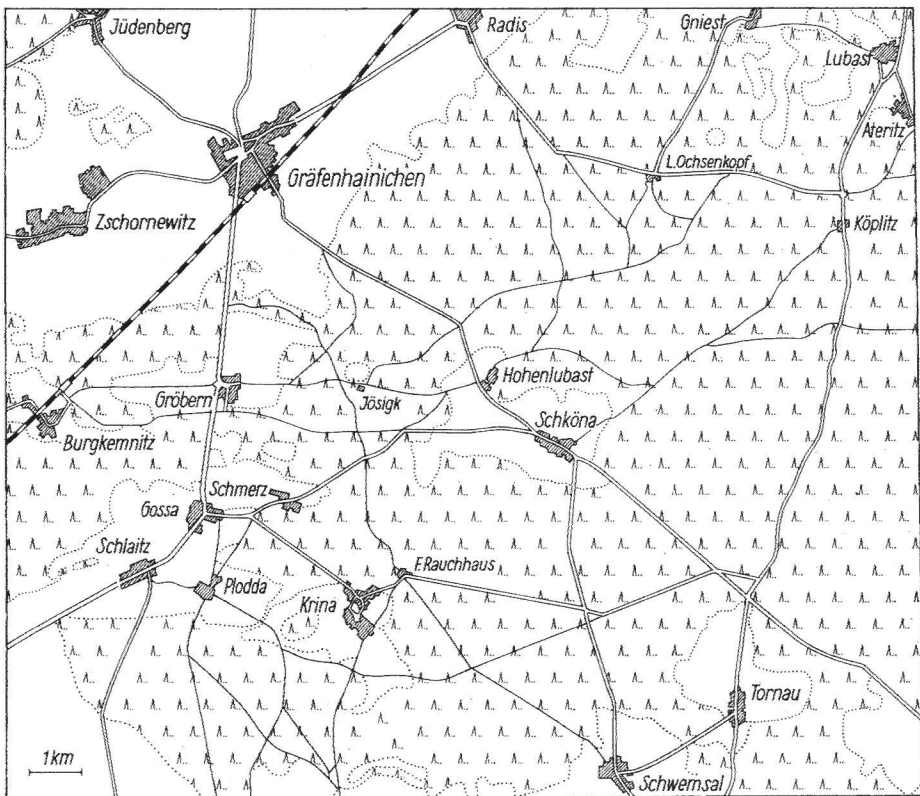 Jüdenberg
Radis
Gniest
Lubast
Ateritz
L.Ochsenkopf
Gräfenhainichen
Zschornewitz
Köplitz
Hohenlubast
Gröbern
Jösigk
Schköna
Burgkemnitz
Schmerz
Gossa
Schlaitz
F.Rauchhaus
Plodda
Krina
Tornau
1km
Schwemsal